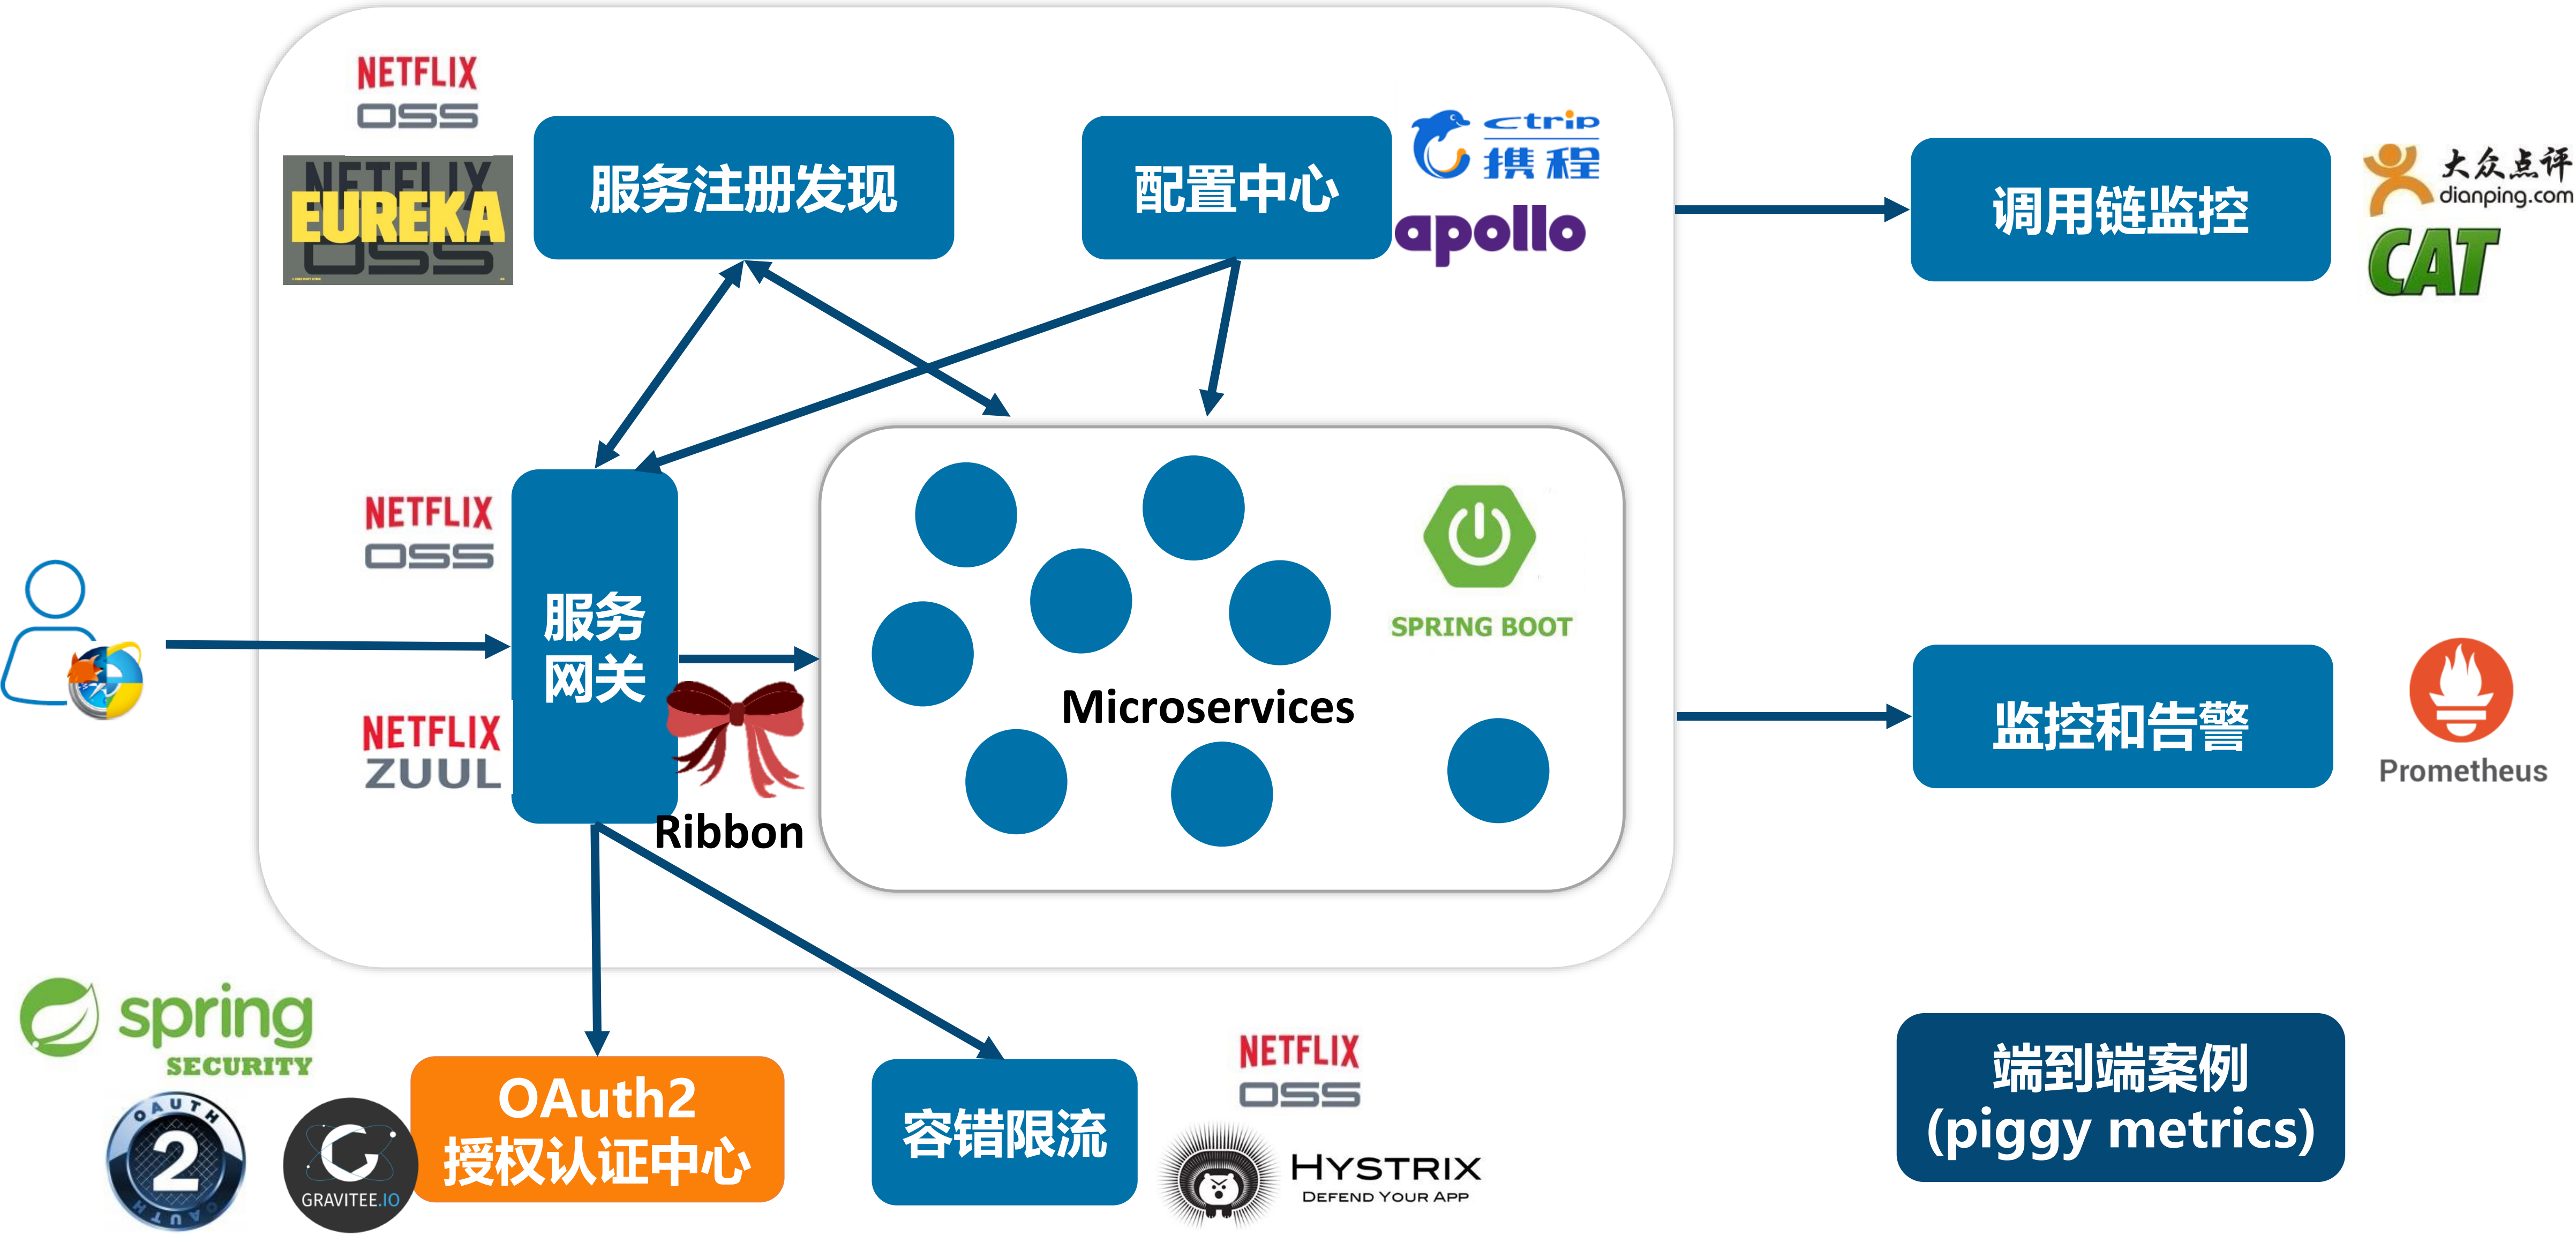 NETFLIX
OSS
NETFLIX
EUREKA
OSS
服务注册发现
配置中心
ctrip
携程
apollo
调用链监控
大众点评
dianping.com
CAT
NETFLIX
OSS
服务
网关
NETFLIX
ZUUL
Ribbon
SPRING BOOT
Microservices
监控和告警
Prometheus
spring
SECURITY
OAUTH
2
OAUTH
GRAVITEE.IO
OAuth2
授权认证中心
容错限流
NETFLIX
OSS
HYSTRIX
DEFEND YOUR APP
端到端案例
(piggy metrics)